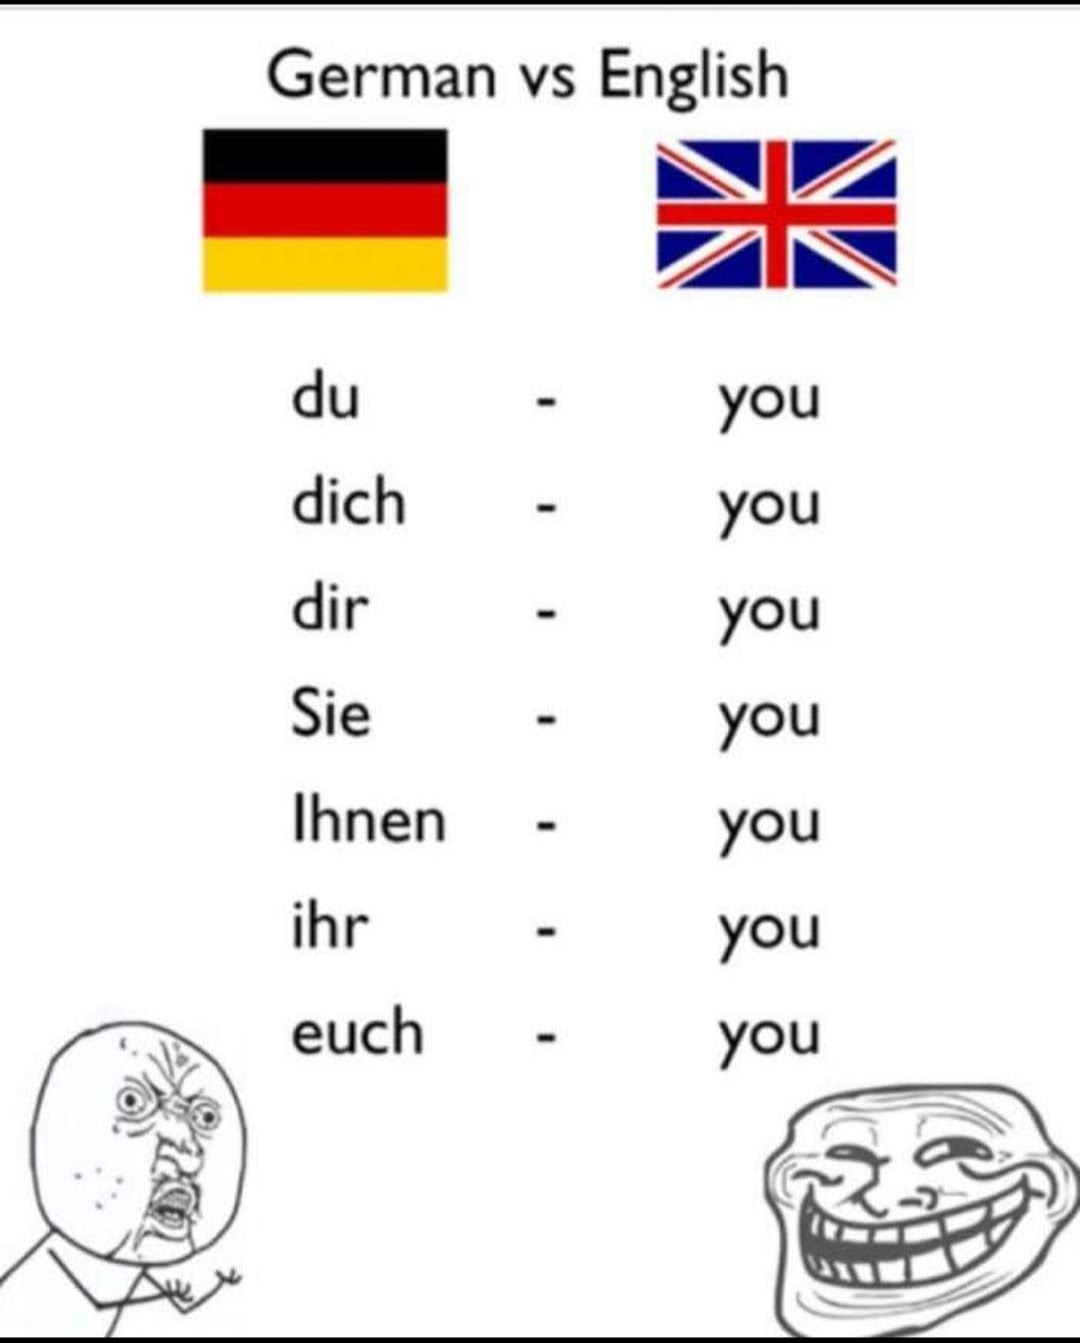 German vs English
du - you
dich - you
dir - you
Sie - you
Ihnen - you
ihr - you
euch - you